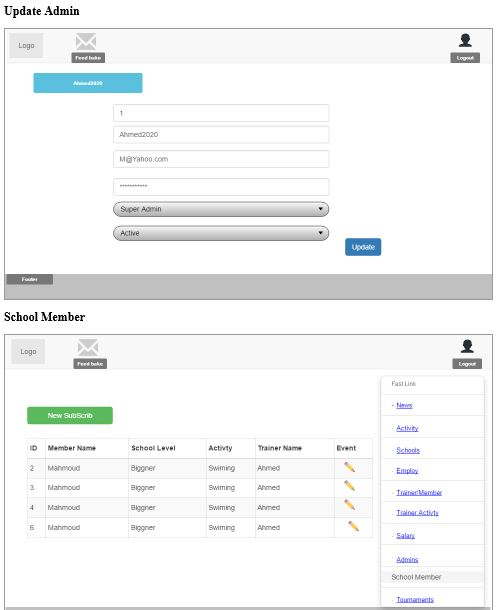 Update Admin
Logo
Feed bake
Logout
Ahmed2020
1
Ahmed2020
M@Yahoo.com
***********
Super Admin
Active
Update
Footer
School Member
Logo
Feed bake
Logout
Fast Link
- News
- Activity
- Schools
- Employ
- Trainer/Member
- Trainer Activty
- Salary
- Admins
School Member
- Tournaments
New SubScrib
ID Member Name School Level Activty Trainer Name Event
2 Mahmoud Biggner Swiming Ahmed
3 Mahmoud Biggner Swiming Ahmed
4 Mahmoud Biggner Swiming Ahmed
6 Mahmoud Biggner Swiming Ahmed